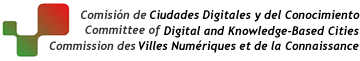 Comisión de Ciudades Digitales y del Conocimiento
Committee of Digital and Knowledge-Based Cities
Commission des Villes Numériques et de la Connaissance